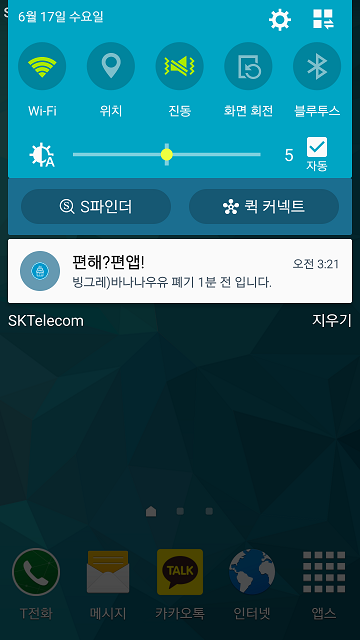 S
6월 17일 수요일
Wi-Fi 위치 진동 화면 회전 블루투스
A 5 자동
S S파인더 퀵 커넥트
편해?편앱! 오전 3:21
빙그레)바나나우유 폐기 1분 전 입니다.
SKTelecom 지우기
TALK
T전화 메시지 카카오톡 인터넷 앱스